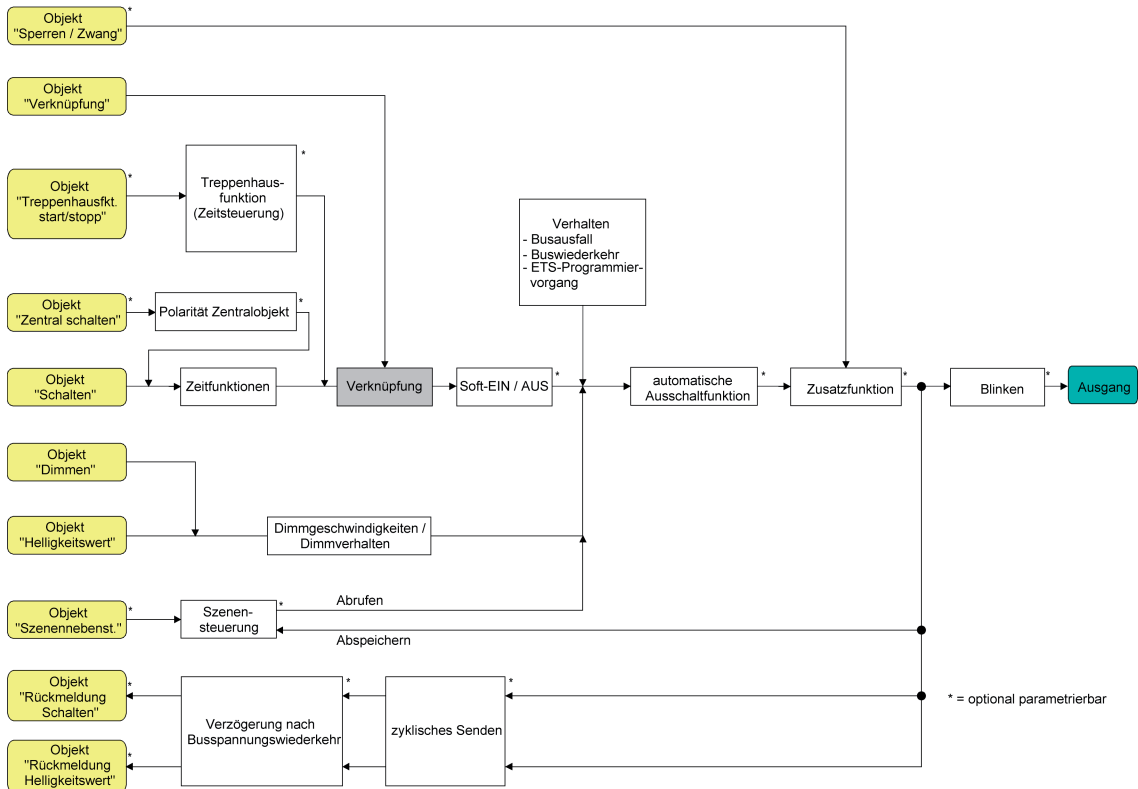 Objekt
"Sperren / Zwang"
*
Objekt
"Verknüpfung"
Objekt
"Treppenhausfkt.
start/stopp"
*
Treppenhaus-
funktion
(Zeitsteuerung)
*
Verhalten
- Busausfall
- Buswiederkehr
- ETS-Programmier-
vorgang
Objekt
"Zentral schalten"
*
Polarität Zentralobjekt
*
Objekt
"Schalten"
Zeitfunktionen
Verknüpfung
Soft-EIN / AUS
*
automatische
Ausschaltfunktion
*
Zusatzfunktion
*
Blinken
*
Ausgang
Objekt
"Dimmen"
Objekt
"Helligkeitswert"
Dimmgeschwindigkeiten /
Dimmverhalten
Objekt
"Szenennebenst."
*
Szenen-
steuerung
*
Abrufen
Abspeichern
Objekt
"Rückmeldung
Schalten"
*
Verzögerung nach
Busspannungswiederkehr
*
zyklisches Senden
*
* = optional parametrierbar
Objekt
"Rückmeldung
Helligkeitswert"
*